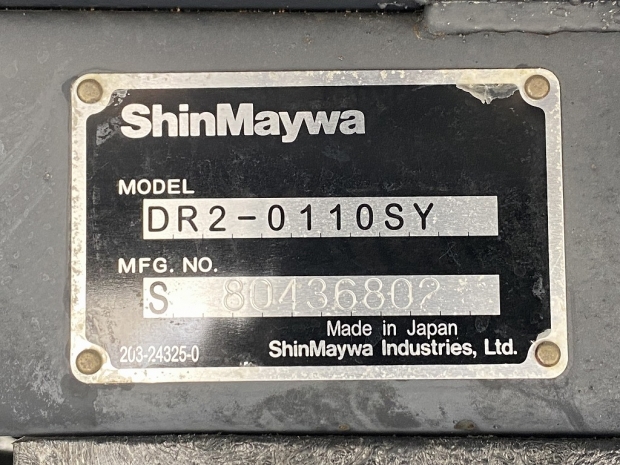 ShinMaywa
MODEL
DR2-0110SY
MFG. NO.
S 80436802
Made in Japan
203-24325-0
ShinMaywa Industries, Ltd.